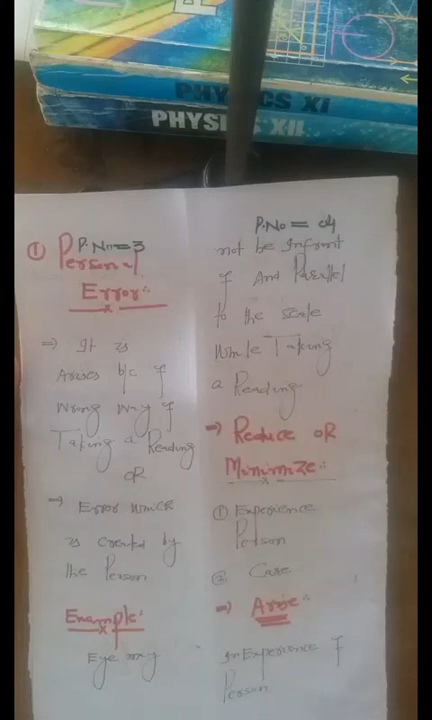 PHYSICS XI
PHYSICS XII
P.No=3
① Personal
Error:
⇒ It is
Arises b/c of
Wrong way of
Taking a Reading
OR
⇒ Error which
is created by
the Person
Example:
Eye may
P.No = 04
not be Infrnt
of And Parallel
to the scale
While Taking
a Reading
⇒ Reduce OR
Minimize:
① Experience
Person
② Care
⇒ Arise:
InExperience of
Person